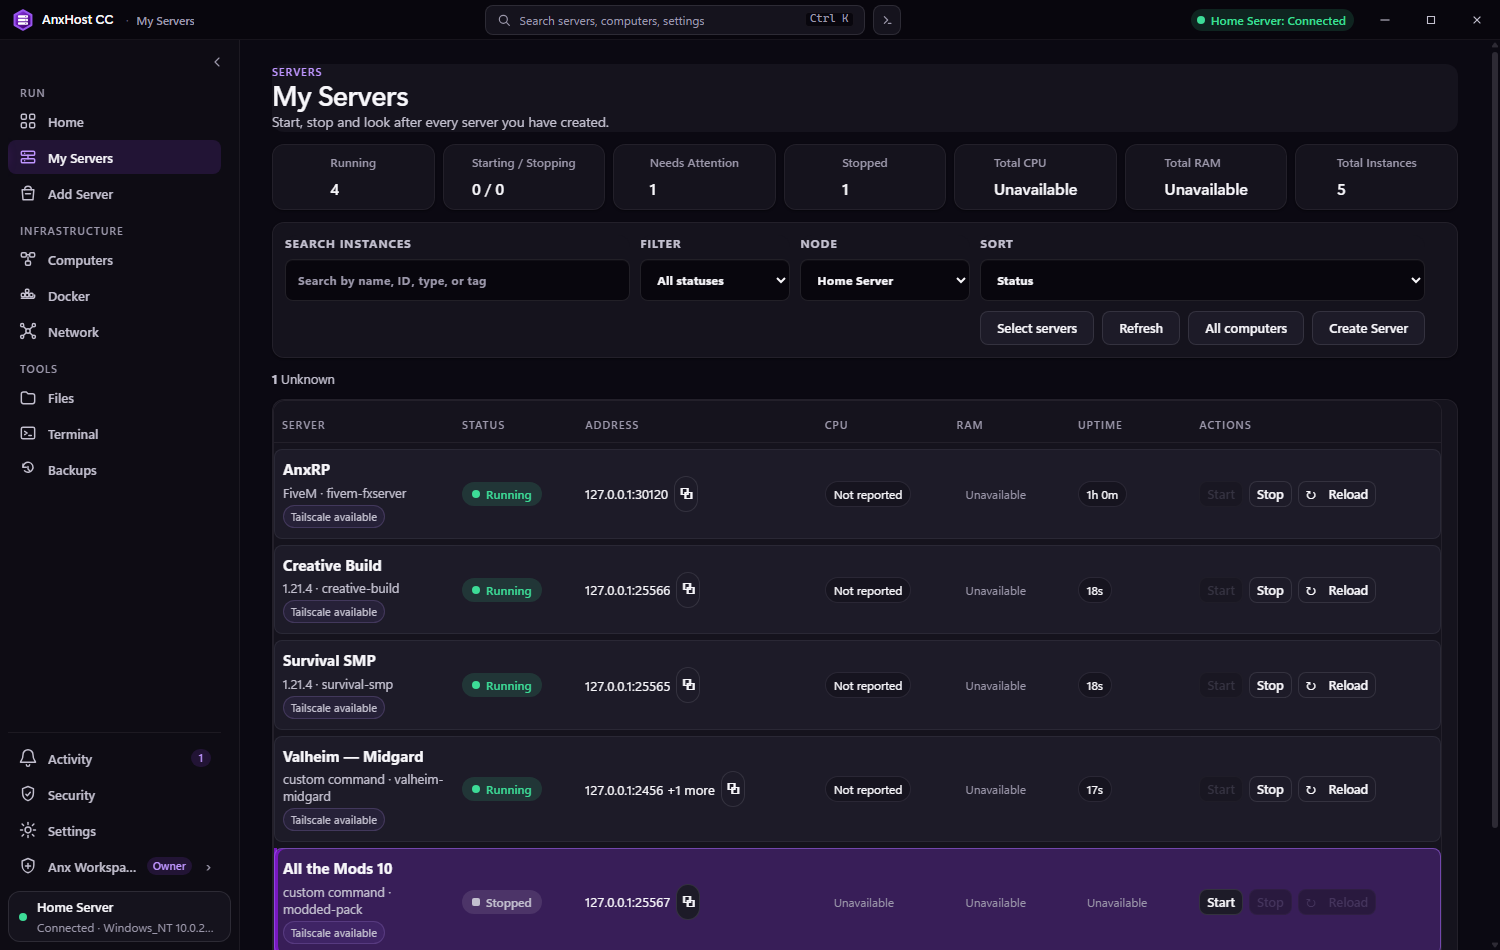 AnxHost CC · My Servers
Search servers, computers, settings Ctrl K
Home Server: Connected
RUN
Home
My Servers
Add Server
INFRASTRUCTURE
Computers
Docker
Network
TOOLS
Files
Terminal
Backups
Activity 1
Security
Settings
Anx Workspa... Owner
Home Server
Connected · Windows_NT 10.0.2...
SERVERS
My Servers
Start, stop and look after every server you have created.
Running
4
Starting / Stopping
0 / 0
Needs Attention
1
Stopped
1
Total CPU
Unavailable
Total RAM
Unavailable
Total Instances
5
SEARCH INSTANCES FILTER NODE SORT
Search by name, ID, type, or tag All statuses Home Server Status
Select servers Refresh All computers Create Server
1 Unknown
SERVER STATUS ADDRESS CPU RAM UPTIME ACTIONS
AnxRP
FiveM · fivem-fxserver
Tailscale available
Running 127.0.0.1:30120 Not reported Unavailable 1h 0m Start Stop Reload
Creative Build
1.21.4 · creative-build
Tailscale available
Running 127.0.0.1:25566 Not reported Unavailable 18s Start Stop Reload
Survival SMP
1.21.4 · survival-smp
Tailscale available
Running 127.0.0.1:25565 Not reported Unavailable 18s Start Stop Reload
Valheim — Midgard
custom command · valheim-
midgard
Tailscale available
Running 127.0.0.1:2456 +1 more Not reported Unavailable 17s Start Stop Reload
All the Mods 10
custom command ·
modded-pack
Tailscale available
Stopped 127.0.0.1:25567 Unavailable Unavailable Unavailable Start Stop Reload